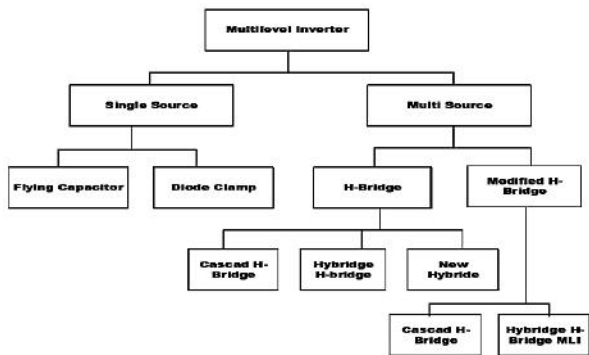 Multilevel Inverter
Single Source
Multi Source
Flying Capacitor
Diode Clamp
H-Bridge
Modified H-
Bridge
Cascad H-
Bridge
Hybridge
H-bridge
New
Hybride
Cascad H-
Bridge
Hybridge H-
Bridge MLI